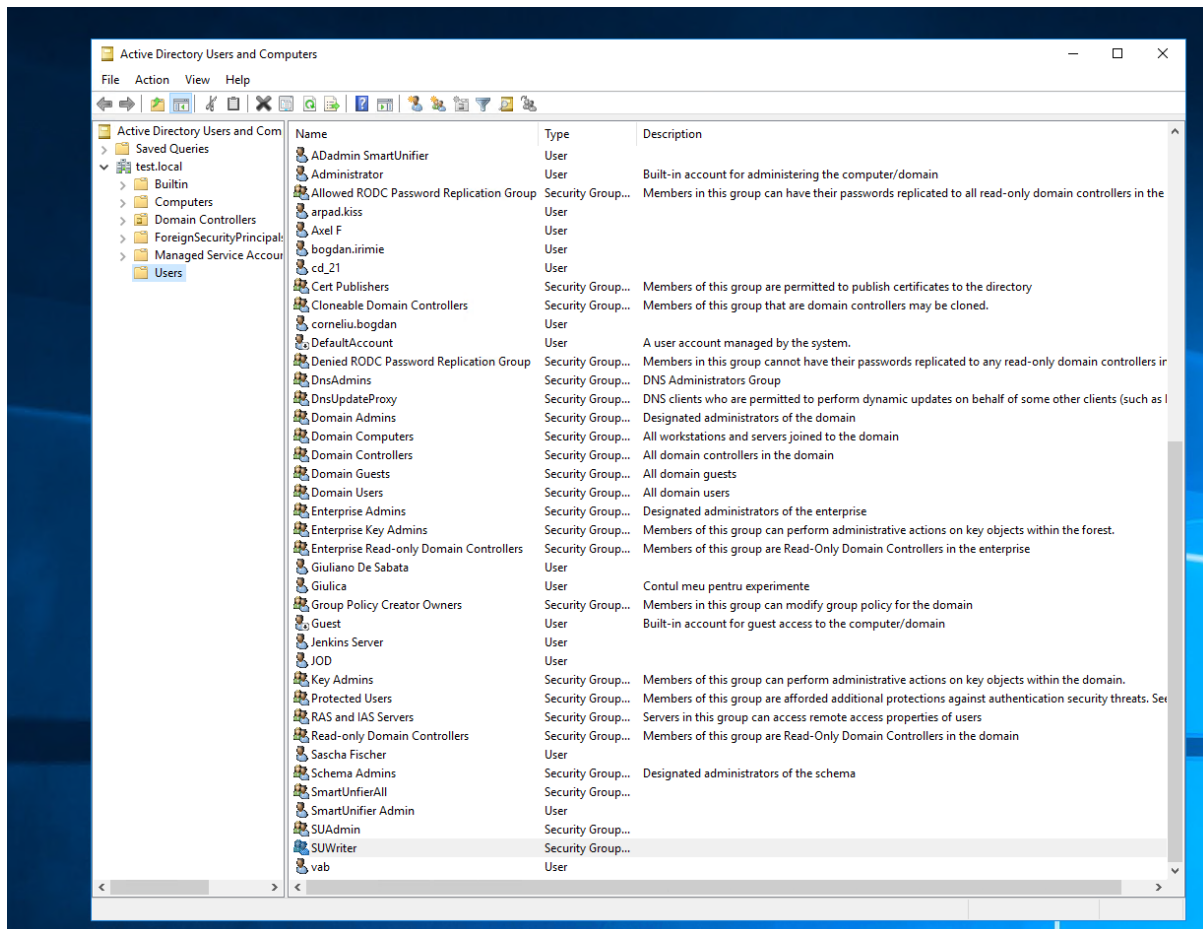 Active Directory Users and Computers
File Action View Help
Active Directory Users and Com
Saved Queries
test.local
Builtin
Computers
Domain Controllers
ForeignSecurityPrincipals
Managed Service Accour
Users
Name Type Description
ADadmin SmartUnifier User
Administrator User Built-in account for administering the computer/domain
Allowed RODC Password Replication Group Security Group... Members in this group can have their passwords replicated to all read-only domain controllers in the
arpad.kiss User
Axel F User
bogdan.irimie User
cd_21 User
Cert Publishers Security Group... Members of this group are permitted to publish certificates to the directory
Cloneable Domain Controllers Security Group... Members of this group that are domain controllers may be cloned.
corneliu.bogdan User
DefaultAccount User A user account managed by the system.
Denied RODC Password Replication Group Security Group... Members in this group cannot have their passwords replicated to any read-only domain controllers ir
DnsAdmins Security Group... DNS Administrators Group
DnsUpdateProxy Security Group... DNS clients who are permitted to perform dynamic updates on behalf of some other clients (such as
Domain Admins Security Group... Designated administrators of the domain
Domain Computers Security Group... All workstations and servers joined to the domain
Domain Controllers Security Group... All domain controllers in the domain
Domain Guests Security Group... All domain guests
Domain Users Security Group... All domain users
Enterprise Admins Security Group... Designated administrators of the enterprise
Enterprise Key Admins Security Group... Members of this group can perform administrative actions on key objects within the forest.
Enterprise Read-only Domain Controllers Security Group... Members of this group are Read-Only Domain Controllers in the enterprise
Giuliano De Sabata User
Giulica User Contul meu pentru experimente
Group Policy Creator Owners Security Group... Members in this group can modify group policy for the domain
Guest User Built-in account for guest access to the computer/domain
Jenkins Server User
JOD User
Key Admins Security Group... Members of this group can perform administrative actions on key objects within the domain.
Protected Users Security Group... Members of this group are afforded additional protections against authentication security threats. See
RAS and IAS Servers Security Group... Servers in this group can access remote access properties of users
Read-only Domain Controllers Security Group... Members of this group are Read-Only Domain Controllers in the domain
Sascha Fischer User
Schema Admins Security Group... Designated administrators of the schema
SmartUnfierAll Security Group...
SmartUnifier Admin User
SUAdmin Security Group...
SUWriter Security Group...
vab User